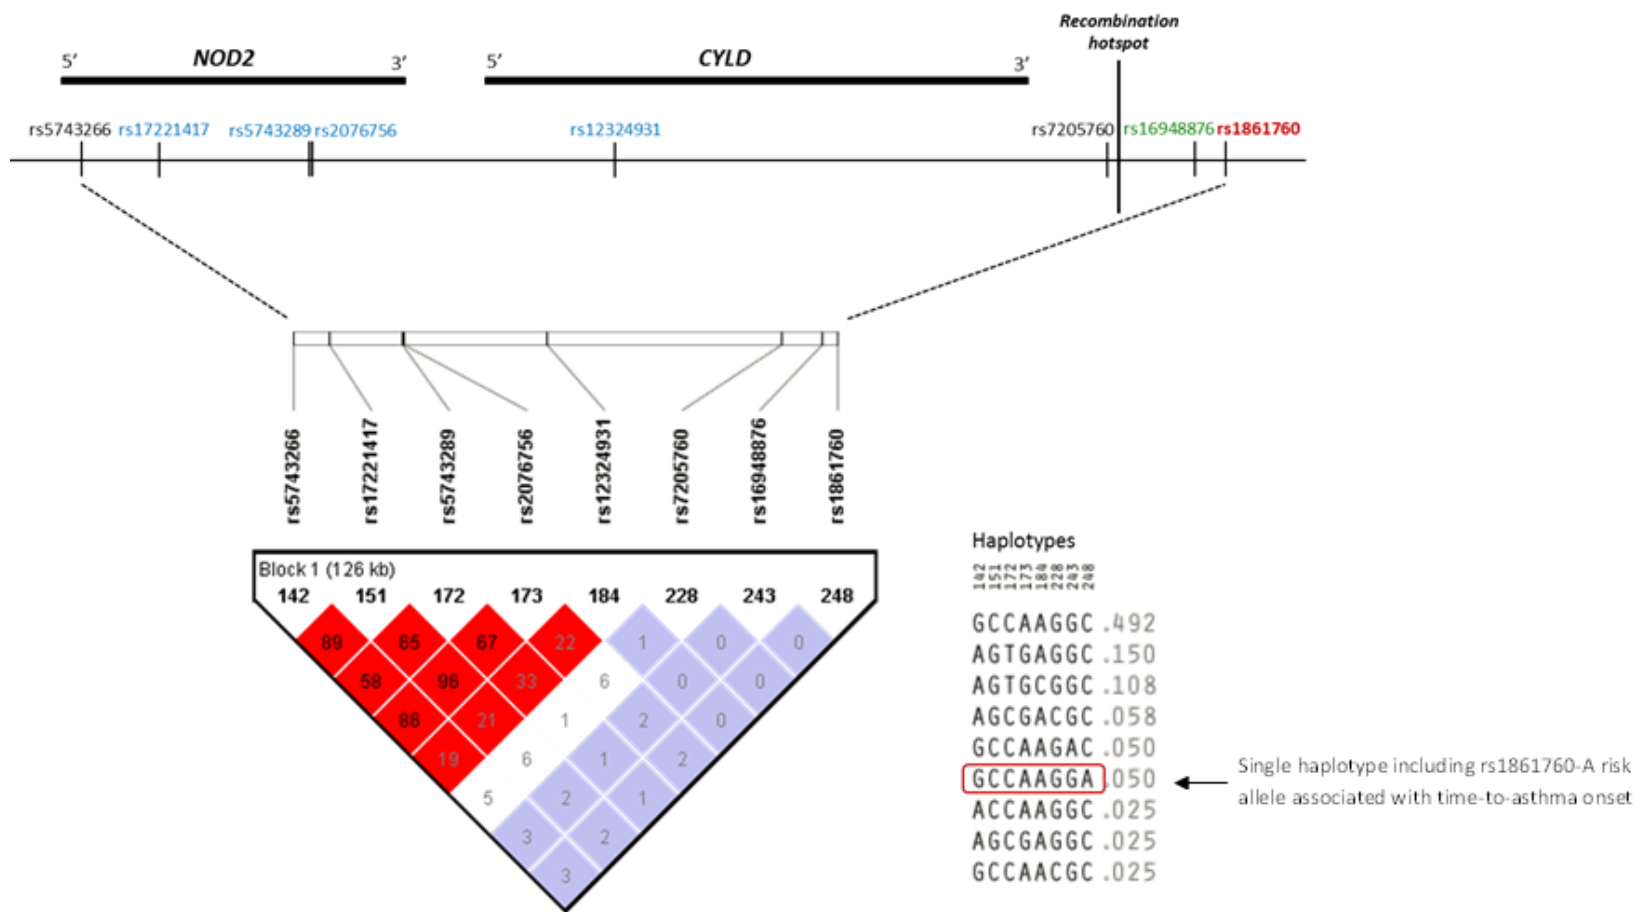 Recombination
hotspot
5’ NOD2 3’ 5’ CYLD 3’
rs5743266 rs17221417 rs5743289 rs2076756 rs12324931 rs7205760 rs16948876 rs1861760
rs5743266 rs17221417 rs5743289 rs2076756 rs12324931 rs7205760 rs16948876 rs1861760
Block 1 (126 kb)
142 151 172 173 184 228 243 248
89 65 67 22 1 0 0
58 96 33 6 0 0
86 21 1 2 0
19 6 1 2
5 2 1
3 2
3
Haplotypes
142 151 172 173 184 228 243 248
GCCAAGGC .492
AGTGAGGC .150
AGTGCGGC .108
AGCGACGC .058
GCCAAGAC .050
GCCAAGGA .050
ACCAAGGC .025
AGCGAGGC .025
GCCAACGC .025
Single haplotype including rs1861760-A risk
allele associated with time-to-asthma onset